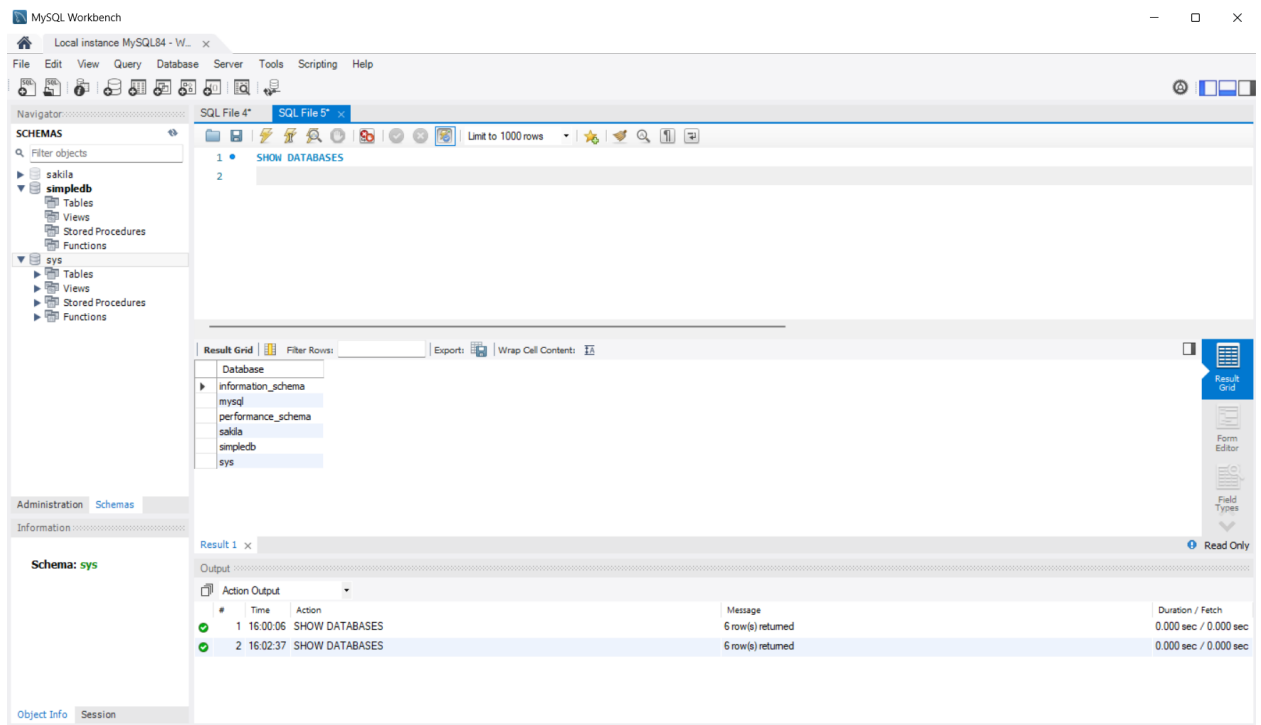 MySQL Workbench
Local instance MySQL84 - W...
File Edit View Query Database Server Tools Scripting Help
Navigator
SCHEMAS
Filter objects
sakila
simpledb
Tables
Views
Stored Procedures
Functions
sys
Tables
Views
Stored Procedures
Functions
Administration Schemas
Information
Schema: sys
Object Info Session
SQL File 4* SQL File 5*
Limit to 1000 rows
1 SHOW DATABASES
2
Result Grid Filter Rows: Export: Wrap Cell Content:
Database
information_schema
mysql
performance_schema
sakila
simpledb
sys
Result
Grid
Form
Editor
Field
Types
Result 1 Read Only
Output
Action Output
# Time Action Message Duration / Fetch
1 16:00:06 SHOW DATABASES 6 row(s) returned 0.000 sec / 0.000 sec
2 16:02:37 SHOW DATABASES 6 row(s) returned 0.000 sec / 0.000 sec